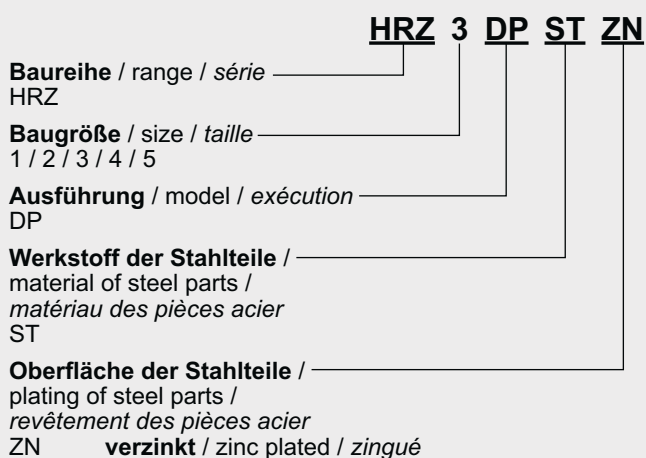 HRZ 3 DP ST ZN
Baureihe / range / série
HRZ
Baugröße / size / taille
1 / 2 / 3 / 4 / 5
Ausführung / model / exécution
DP
Werkstoff der Stahlteile /
material of steel parts /
matériau des pièces acier
ST
Oberfläche der Stahlteile /
plating of steel parts /
revêtement des pièces acier
ZN verzinkt / zinc plated / zingué